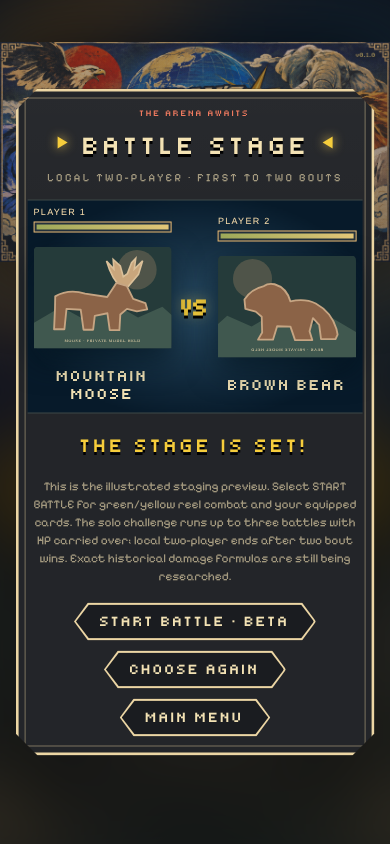 v0.1.0
THE ARENA AWAITS
BATTLE STAGE
LOCAL TWO-PLAYER · FIRST TO TWO BOUTS
PLAYER 1
PLAYER 2
VS
MOOSE · PRIVATE MODEL HELD
MOUNTAIN
MOOSE
BROWN BEAR
THE STAGE IS SET!
This is the illustrated staging preview. Select START
BATTLE for green/yellow reel combat and your equipped
cards. The solo challenge runs up to three battles with
HP carried over; local two-player ends after two bout
wins. Exact historical damage formulas are still being
researched.
START BATTLE · BETA
CHOOSE AGAIN
MAIN MENU